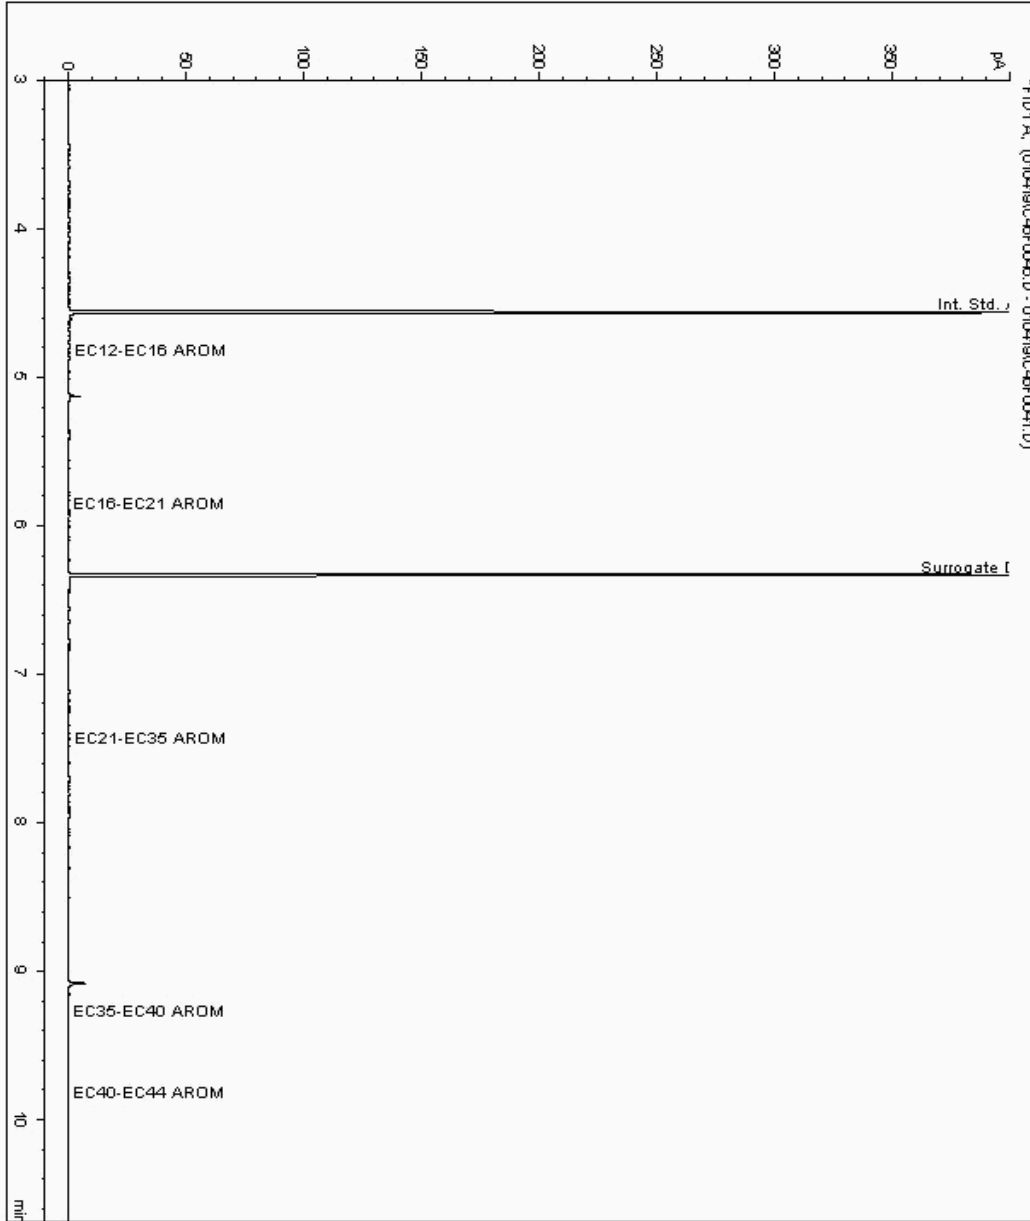 pA
0
50
100
150
200
250
300
350
3
4
Int. Std.
EC12-EC16 AROM
5
EC16-EC21 AROM
6
Surrogate
7
EC21-EC35 AROM
8
9
EC35-EC40 AROM
EC40-EC44 AROM
10
min